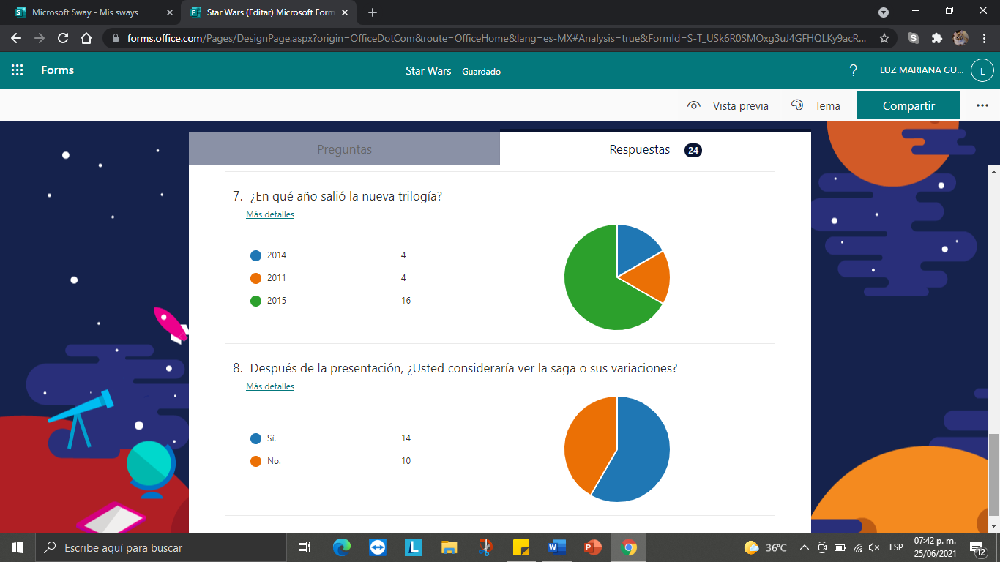 Microsoft Sway - Mis sways
Star Wars (Editar) Microsoft Form
forms.office.com/Pages/DesignPage.aspx?origin=OfficeDotCom&route=OfficeHome&lang=es-MX#Analysis=true&FormId=S-T_USk6R0SMOxg3uJ4GFHQLKy9acR...
Forms
Star Wars - Guardado
?
LUZ MARIANA GU...
L
Vista previa
Tema
Compartir
Preguntas
Respuestas 24
7. ¿En qué año salió la nueva trilogía?
Más detalles
2014 4
2011 4
2015 16
8. Después de la presentación, ¿Usted consideraría ver la saga o sus variaciones?
Más detalles
Sí. 14
No. 10
Escribe aquí para buscar
36°C
ESP
07:42 p. m.
25/06/2021
12